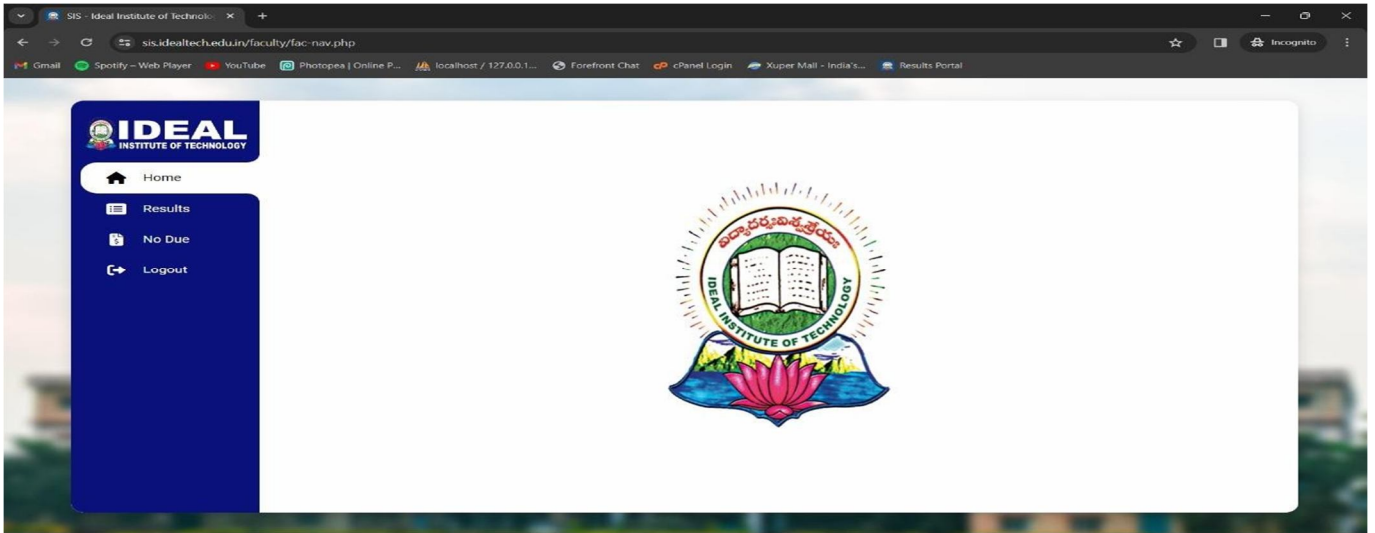 SIS - Ideal Institute of Technolo
sis.idealtech.edu.in/faculty/fac-nav.php
Incognito
Gmail
Spotify – Web Player
YouTube
Photopea | Online P...
localhost / 127.0.0.1...
Forefront Chat
cPanel Login
Xuper Mall - India's...
Results Portal
IDEAL
INSTITUTE OF TECHNOLOGY
Home
Results
No Due
Logout
విద్యాదర్శఃవిశ్వశ్రేయః
IDEAL INSTITUTE OF TECHNOLOGY